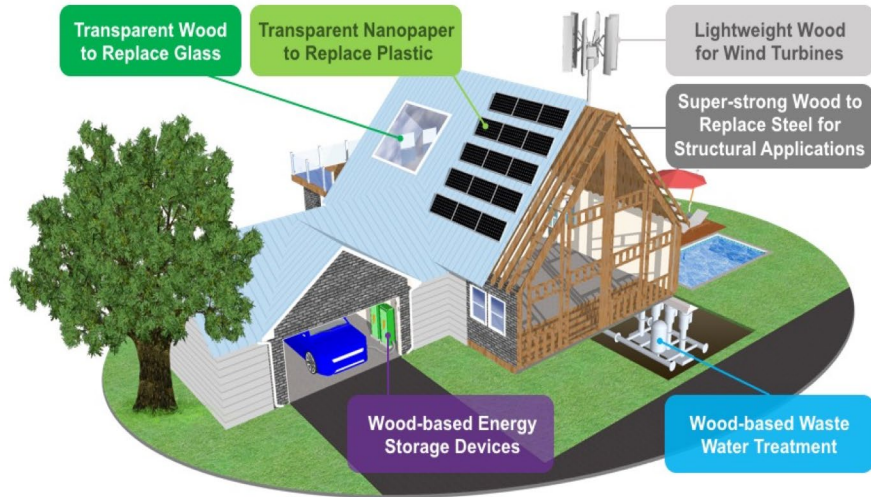 Transparent Wood
to Replace Glass
Transparent Nanopaper
to Replace Plastic
Lightweight Wood
for Wind Turbines
Super-strong Wood to
Replace Steel for
Structural Applications
Wood-based Energy
Storage Devices
Wood-based Waste
Water Treatment